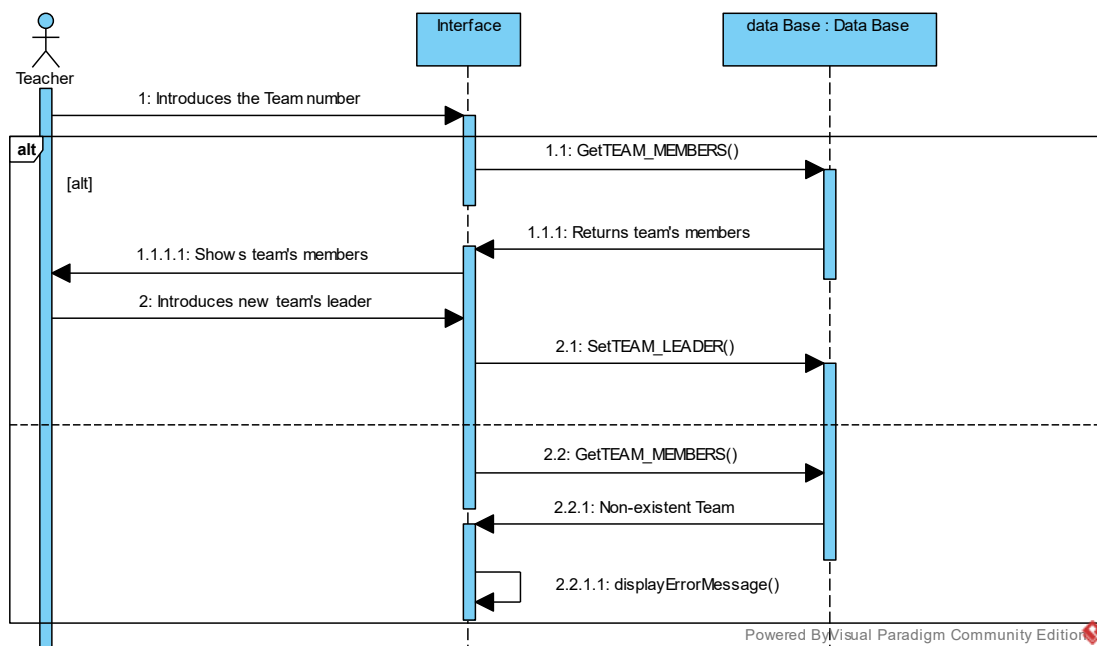 Teacher
Interface
data Base : Data Base
1: Introduces the Team number
alt
1.1: GetTEAM_MEMBERS()
[alt]
1.1.1: Returns team's members
1.1.1.1: Shows team's members
2: Introduces new team's leader
2.1: SetTEAM_LEADER()
2.2: GetTEAM_MEMBERS()
2.2.1: Non-existent Team
2.2.1.1: displayErrorMessage()
Powered By Visual Paradigm Community Edition